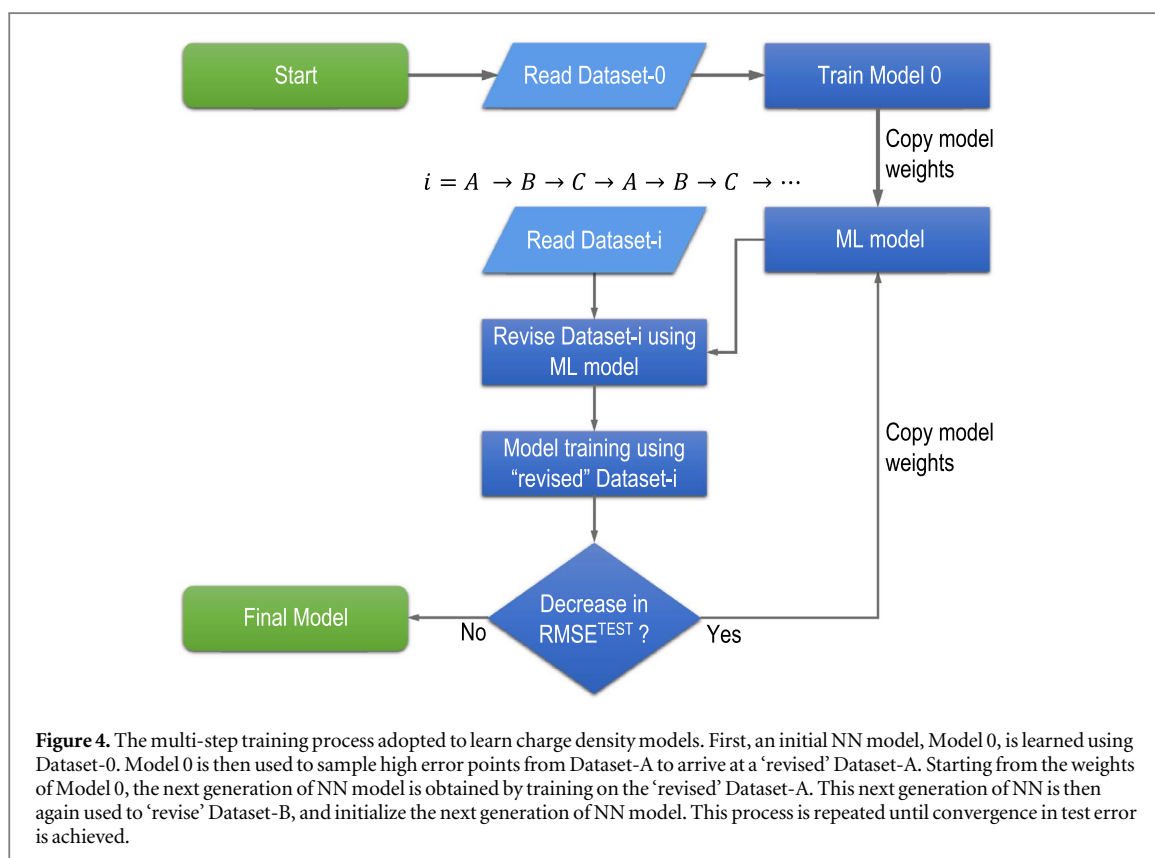 Start
Read Dataset-0
Train Model 0
Copy model
weights
i = A → B → C → A → B → C → ⋯
Read Dataset-i
ML model
Revise Dataset-i using
ML model
Model training using
“revised” Dataset-i
Copy model
weights
Decrease in
RMSE^TEST ?
No
Yes
Final Model
Figure 4. The multi-step training process adopted to learn charge density models. First, an initial NN model, Model 0, is learned using
Dataset-0. Model 0 is then used to sample high error points from Dataset-A to arrive at a ‘revised’ Dataset-A. Starting from the weights
of Model 0, the next generation of NN model is obtained by training on the ‘revised’ Dataset-A. This next generation of NN is then
again used to ‘revise’ Dataset-B, and initialize the next generation of NN model. This process is repeated until convergence in test error
is achieved.